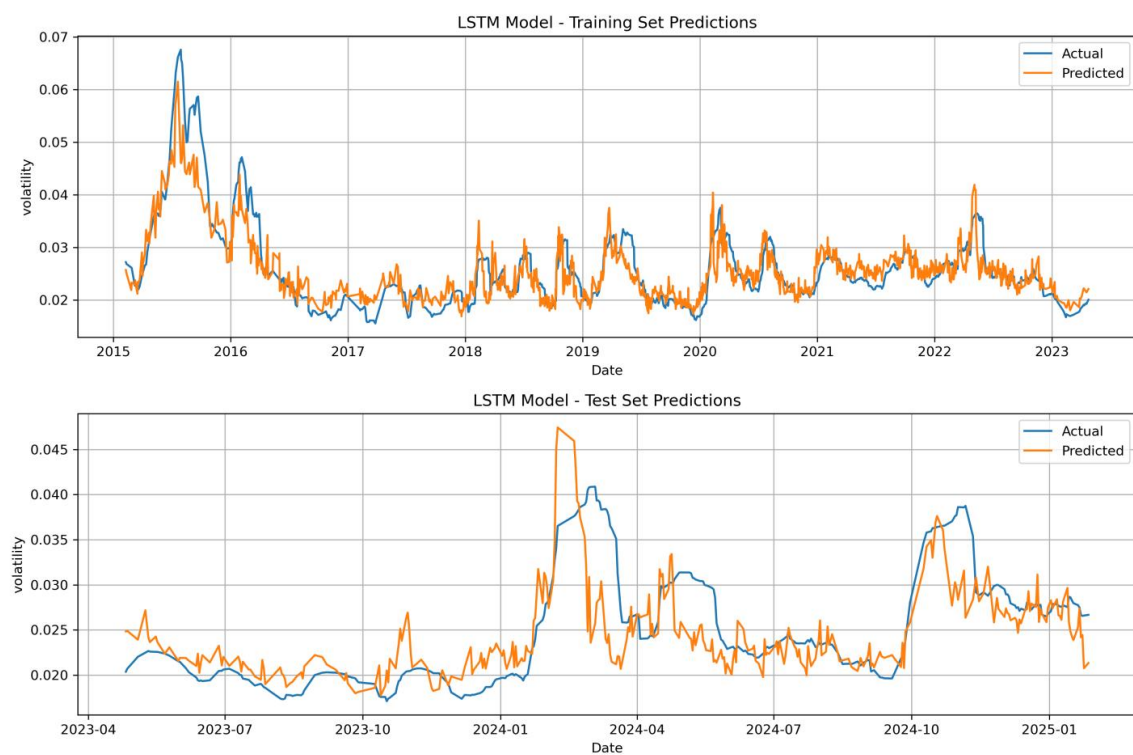 LSTM Model - Training Set Predictions
0.07
0.06
0.05
0.04
0.03
0.02
volatility
Actual
Predicted
2015 2016 2017 2018 2019 2020 2021 2022 2023
Date
LSTM Model - Test Set Predictions
0.045
0.040
0.035
0.030
0.025
0.020
volatility
Actual
Predicted
2023-04 2023-07 2023-10 2024-01 2024-04 2024-07 2024-10 2025-01
Date